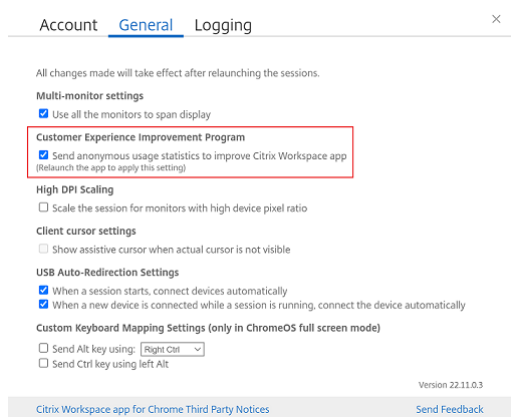 Account General Logging
All changes made will take effect after relaunching the sessions.
Multi-monitor settings
Use all the monitors to span display
Customer Experience Improvement Program
Send anonymous usage statistics to improve Citrix Workspace app
(Relaunch the app to apply this setting)
High DPI Scaling
Scale the session for monitors with high device pixel ratio
Client cursor settings
Show assistive cursor when actual cursor is not visible
USB Auto-Redirection Settings
When a session starts, connect devices automatically
When a new device is connected while a session is running, connect the device automatically
Custom Keyboard Mapping Settings (only in ChromeOS full screen mode)
Send Alt key using: Right Ctrl
Send Ctrl key using left Alt
Version 22.11.0.3
Citrix Workspace app for Chrome Third Party Notices Send Feedback